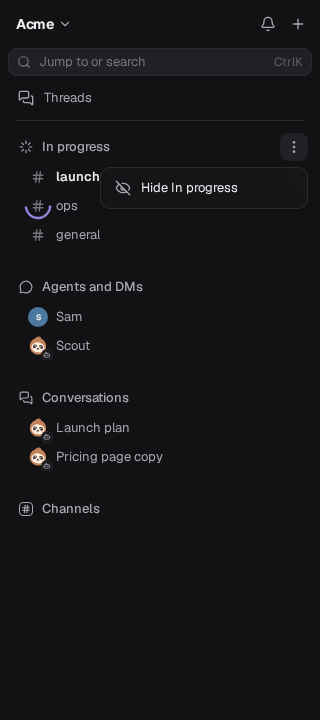 Acme
Jump to or search CtrlK
Threads
In progress
# launch
Hide In progress
# ops
# general
Agents and DMs
S Sam
Scout
Conversations
Launch plan
Pricing page copy
Channels